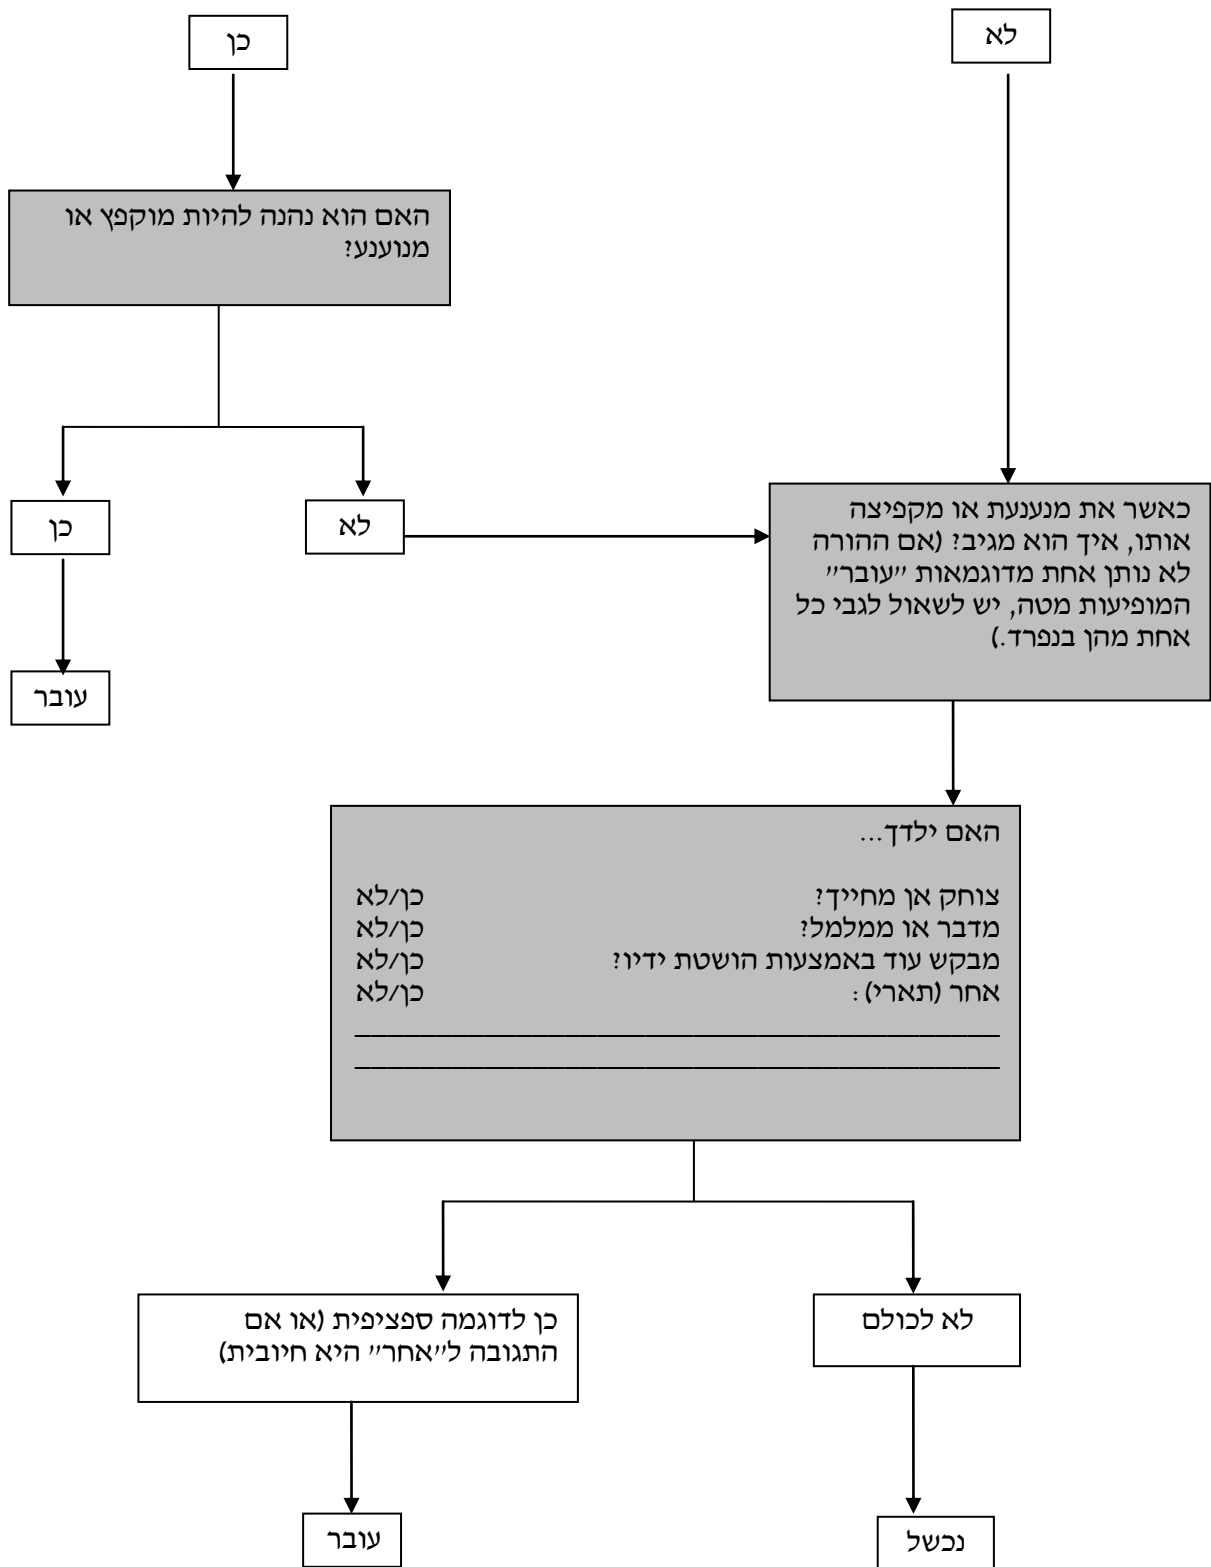 כן
לא
האם הוא נהנה להיות מוקפץ או
מנוענע?
כן
לא
כאשר את מנענעת או מקפיצה
אותו, איך הוא מגיב? (אם ההורה
לא נותן אחת מדוגמאות "עובר"
המופיעות מטה, יש לשאול לגבי כל
אחת מהן בנפרד.)
עובר
האם ילדך...
צוחק אן מחייך? כן/לא
מדבר או ממלמל? כן/לא
מבקש עוד באמצעות הושטת ידיו? כן/לא
אחר (תארי): כן/לא
כן לדוגמה ספציפית (או אם
התגובה ל"אחר" היא חיובית)
לא לכולם
עובר
נכשל